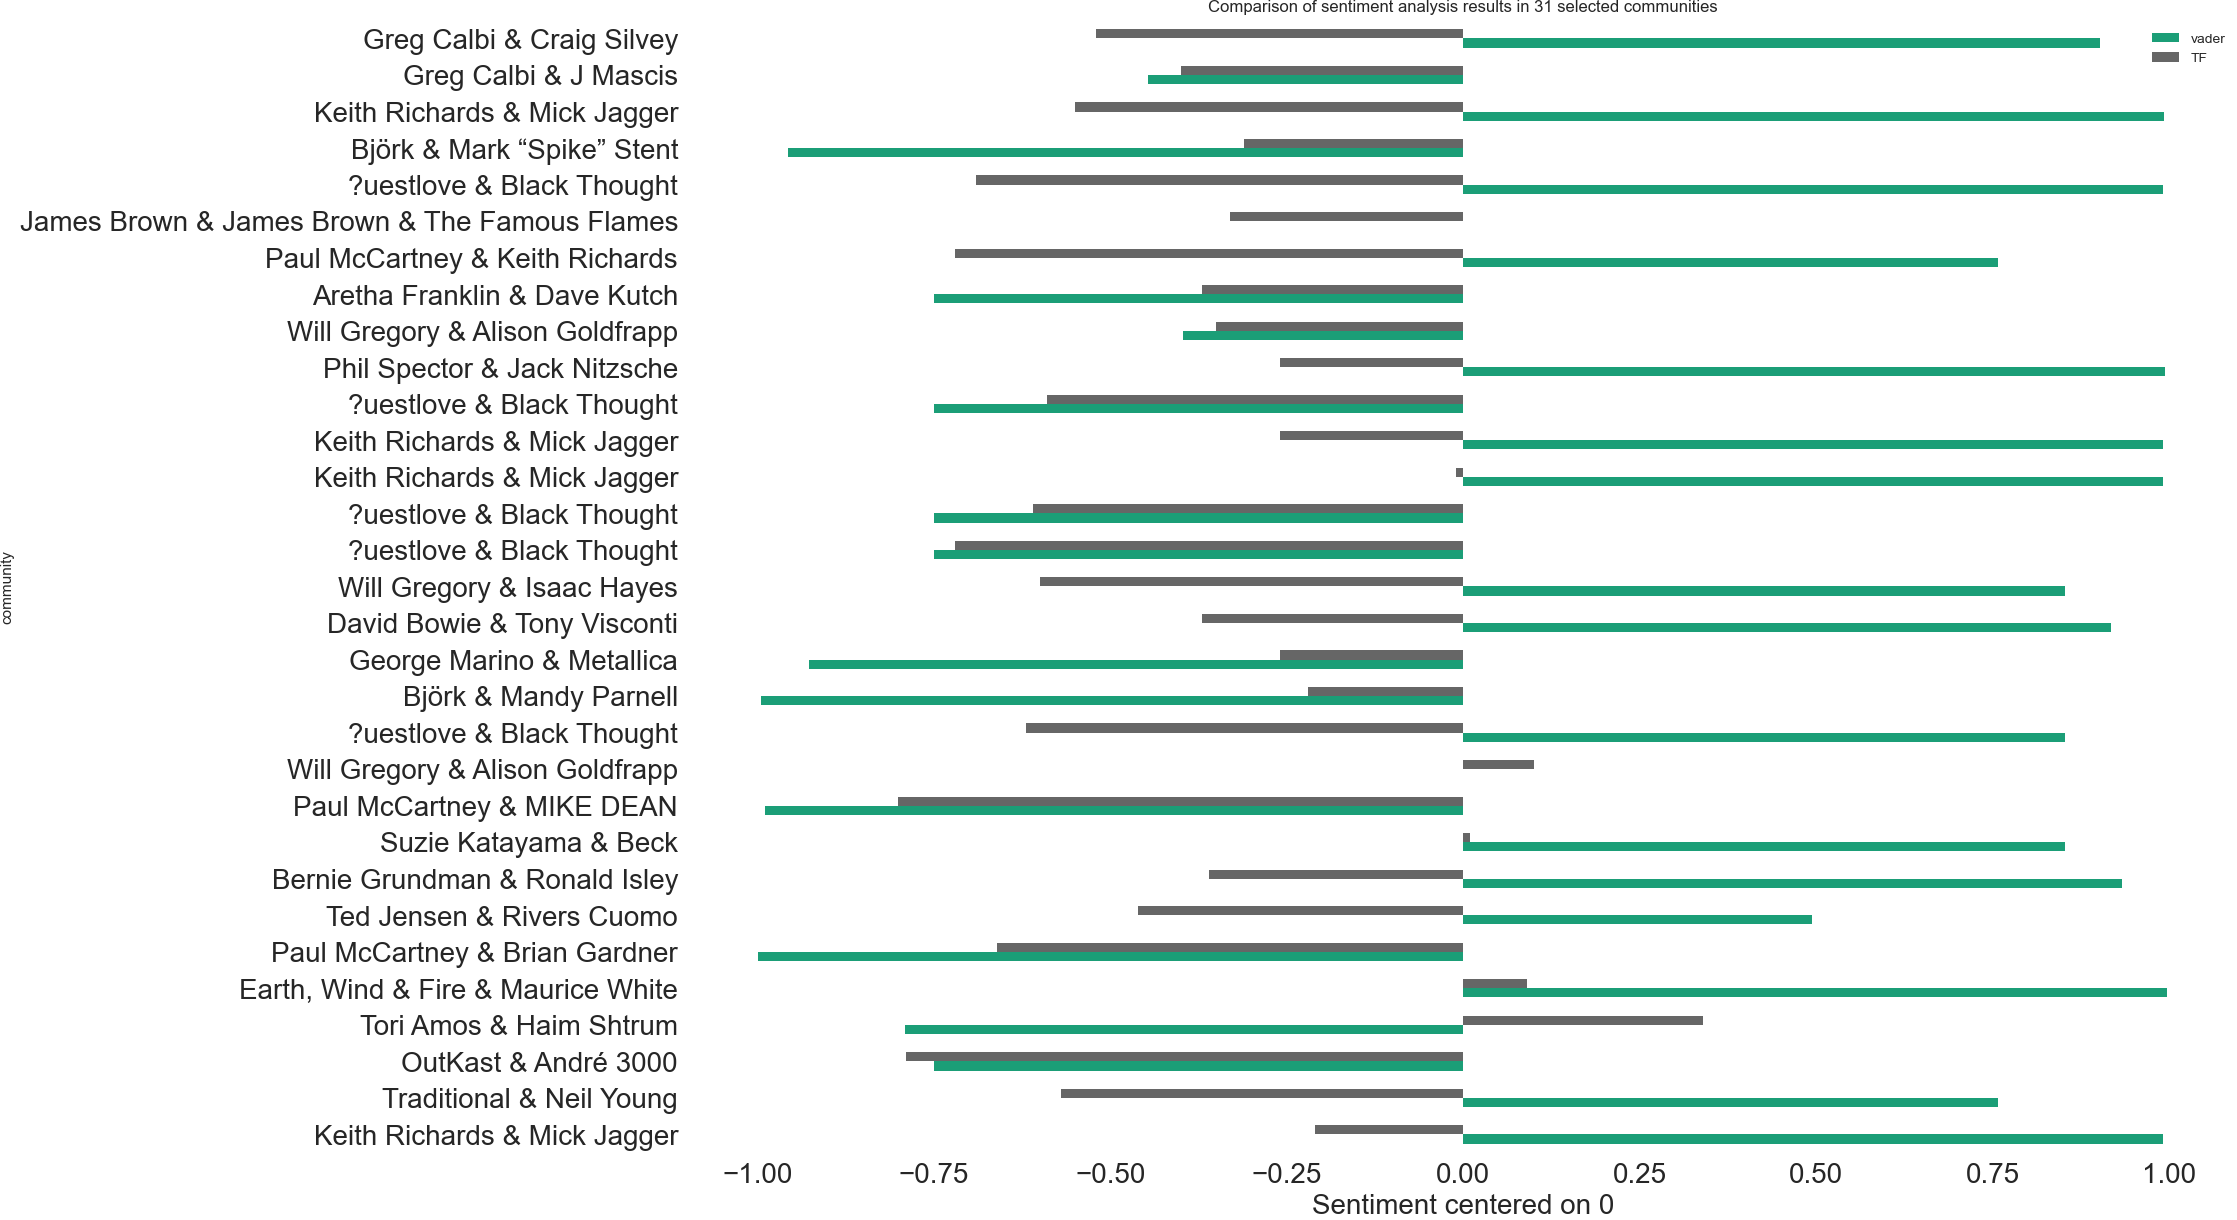 Comparison of sentiment analysis results in 31 selected communities
vader
TF
community
Greg Calbi & Craig Silvey
Greg Calbi & J Mascis
Keith Richards & Mick Jagger
Björk & Mark “Spike” Stent
?uestlove & Black Thought
James Brown & James Brown & The Famous Flames
Paul McCartney & Keith Richards
Aretha Franklin & Dave Kutch
Will Gregory & Alison Goldfrapp
Phil Spector & Jack Nitzsche
?uestlove & Black Thought
Keith Richards & Mick Jagger
Keith Richards & Mick Jagger
?uestlove & Black Thought
?uestlove & Black Thought
Will Gregory & Isaac Hayes
David Bowie & Tony Visconti
George Marino & Metallica
Björk & Mandy Parnell
?uestlove & Black Thought
Will Gregory & Alison Goldfrapp
Paul McCartney & MIKE DEAN
Suzie Katayama & Beck
Bernie Grundman & Ronald Isley
Ted Jensen & Rivers Cuomo
Paul McCartney & Brian Gardner
Earth, Wind & Fire & Maurice White
Tori Amos & Haim Shtrum
OutKast & André 3000
Traditional & Neil Young
Keith Richards & Mick Jagger
−1.00 −0.75 −0.50 −0.25 0.00 0.25 0.50 0.75 1.00
Sentiment centered on 0